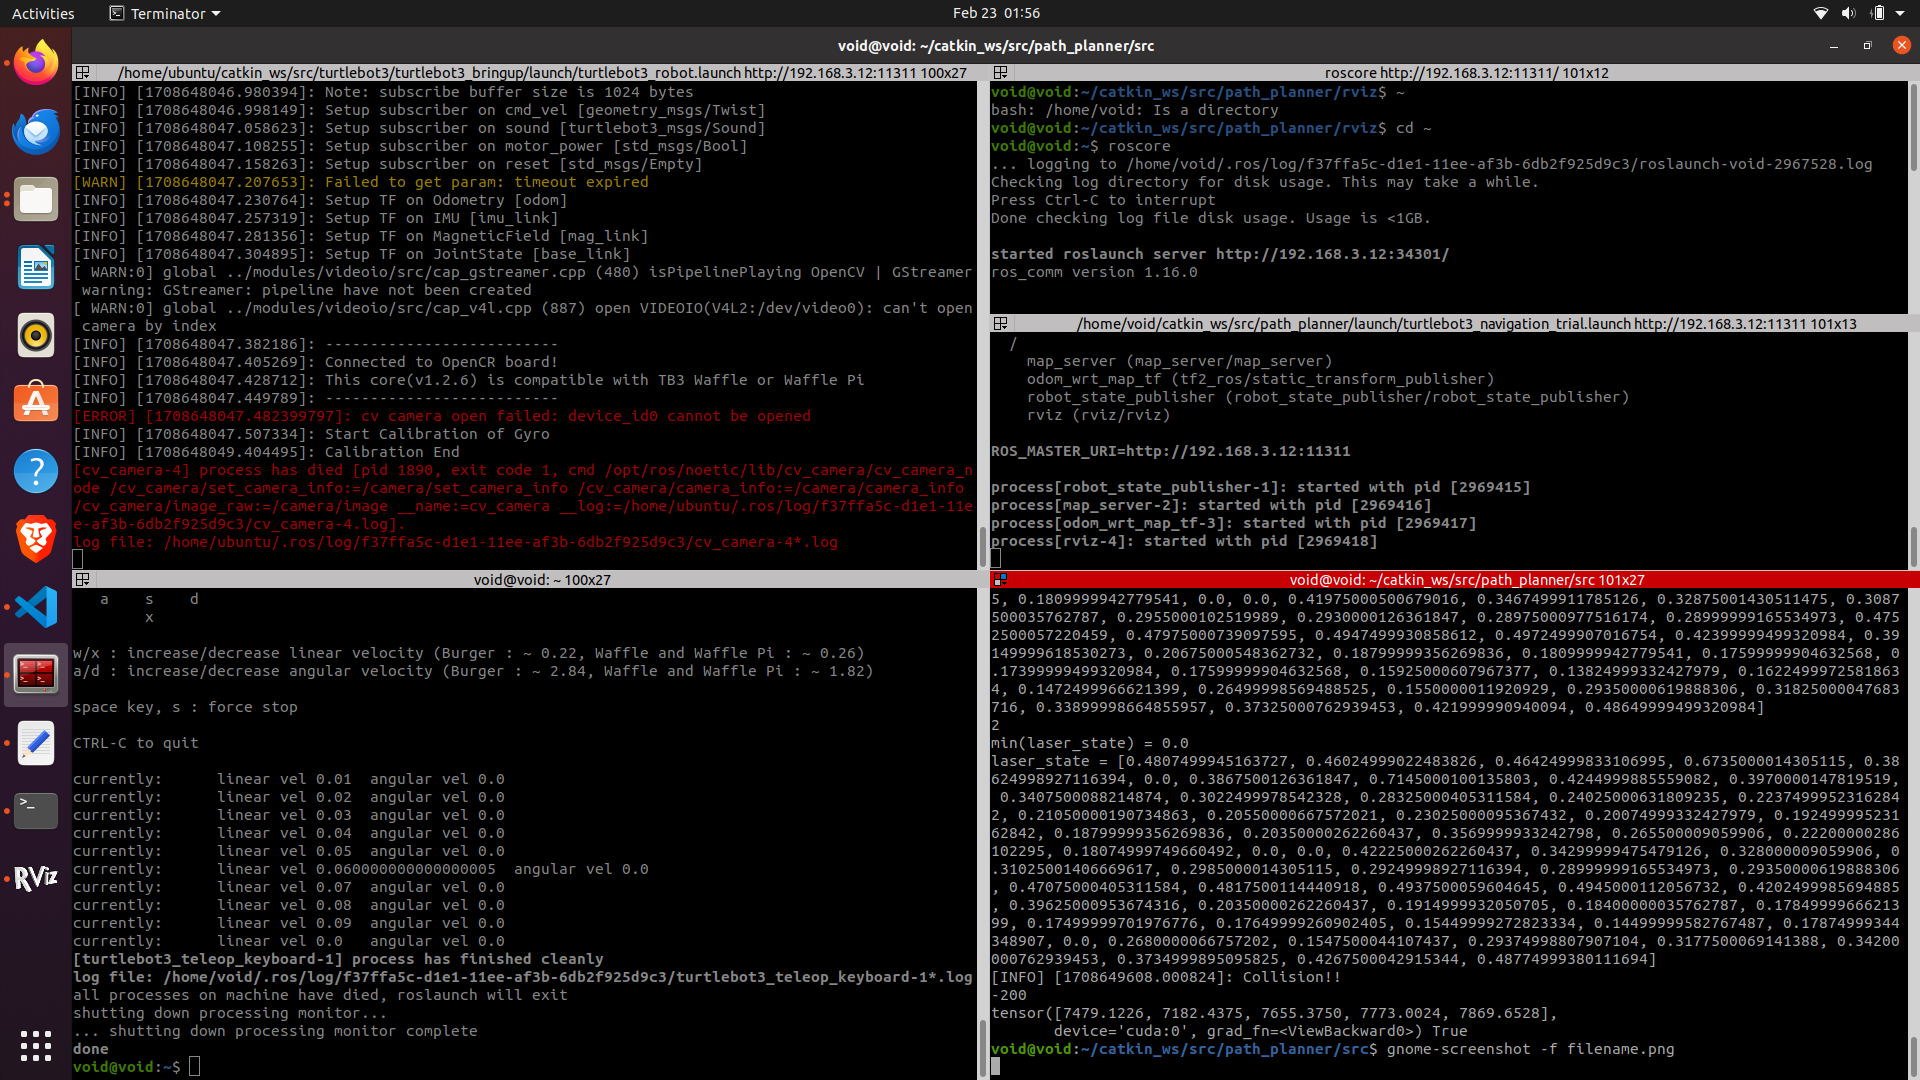 Activities
Terminator
Feb 23 01:56
void@void: ~/catkin_ws/src/path_planner/src
/home/ubuntu/catkin_ws/src/turtlebot3/turtlebot3_bringup/launch/turtlebot3_robot.launch http://192.168.3.12:11311 100x27
[INFO] [1708648046.980394]: Note: subscribe buffer size is 1024 bytes
[INFO] [1708648046.998149]: Setup subscriber on cmd_vel [geometry_msgs/Twist]
[INFO] [1708648047.058623]: Setup subscriber on sound [turtlebot3_msgs/Sound]
[INFO] [1708648047.108255]: Setup subscriber on motor_power [std_msgs/Bool]
[INFO] [1708648047.158263]: Setup subscriber on reset [std_msgs/Empty]
[WARN] [1708648047.207653]: Failed to get param: timeout expired
[INFO] [1708648047.230764]: Setup TF on Odometry [odom]
[INFO] [1708648047.257319]: Setup TF on IMU [imu_link]
[INFO] [1708648047.281356]: Setup TF on MagneticField [mag_link]
[INFO] [1708648047.304895]: Setup TF on JointState [base_link]
[ WARN:0] global ../modules/videoio/src/cap_gstreamer.cpp (480) isPipelinePlaying OpenCV | GStreamer
warning: GStreamer: pipeline have not been created
[ WARN:0] global ../modules/videoio/src/cap_v4l.cpp (887) open VIDEOIO(V4L2:/dev/video0): can't open
camera by index
[INFO] [1708648047.382186]: --------------------------
[INFO] [1708648047.405269]: Connected to OpenCR board!
[INFO] [1708648047.428712]: This core(v1.2.6) is compatible with TB3 Waffle or Waffle Pi
[INFO] [1708648047.449789]: --------------------------
[ERROR] [1708648047.482399797]: cv camera open failed: device_id0 cannot be opened
[INFO] [1708648047.507334]: Start Calibration of Gyro
[INFO] [1708648049.404495]: Calibration End
[cv_camera-4] process has died [pid 1890, exit code 1, cmd /opt/ros/noetic/lib/cv_camera/cv_camera_n
ode /cv_camera/set_camera_info:=/camera/set_camera_info /cv_camera/camera_info:=/camera/camera_info
/cv_camera/image_raw:=/camera/image __name:=cv_camera __log:=/home/ubuntu/.ros/log/f37ffa5c-d1e1-11e
e-af3b-6db2f925d9c3/cv_camera-4.log].
log file: /home/ubuntu/.ros/log/f37ffa5c-d1e1-11ee-af3b-6db2f925d9c3/cv_camera-4*.log
roscore http://192.168.3.12:11311/ 101x12
void@void:~/catkin_ws/src/path_planner/rviz$ ~
bash: /home/void: Is a directory
void@void:~/catkin_ws/src/path_planner/rviz$ cd ~
void@void:~$ roscore
... logging to /home/void/.ros/log/f37ffa5c-d1e1-11ee-af3b-6db2f925d9c3/roslaunch-void-2967528.log
Checking log directory for disk usage. This may take a while.
Press Ctrl-C to interrupt
Done checking log file disk usage. Usage is <1GB.
started roslaunch server http://192.168.3.12:34301/
ros_comm version 1.16.0
/home/void/catkin_ws/src/path_planner/launch/turtlebot3_navigation_trial.launch http://192.168.3.12:11311 101x13
/
map_server (map_server/map_server)
odom_wrt_map_tf (tf2_ros/static_transform_publisher)
robot_state_publisher (robot_state_publisher/robot_state_publisher)
rviz (rviz/rviz)
ROS_MASTER_URI=http://192.168.3.12:11311
process[robot_state_publisher-1]: started with pid [2969415]
process[map_server-2]: started with pid [2969416]
process[odom_wrt_map_tf-3]: started with pid [2969417]
process[rviz-4]: started with pid [2969418]
void@void: ~ 100x27
a s d
x
w/x : increase/decrease linear velocity (Burger : ~ 0.22, Waffle and Waffle Pi : ~ 0.26)
a/d : increase/decrease angular velocity (Burger : ~ 2.84, Waffle and Waffle Pi : ~ 1.82)
space key, s : force stop
CTRL-C to quit
currently: linear vel 0.01 angular vel 0.0
currently: linear vel 0.02 angular vel 0.0
currently: linear vel 0.03 angular vel 0.0
currently: linear vel 0.04 angular vel 0.0
currently: linear vel 0.05 angular vel 0.0
currently: linear vel 0.060000000000000005 angular vel 0.0
currently: linear vel 0.07 angular vel 0.0
currently: linear vel 0.08 angular vel 0.0
currently: linear vel 0.09 angular vel 0.0
currently: linear vel 0.0 angular vel 0.0
[turtlebot3_teleop_keyboard-1] process has finished cleanly
log file: /home/void/.ros/log/f37ffa5c-d1e1-11ee-af3b-6db2f925d9c3/turtlebot3_teleop_keyboard-1*.log
all processes on machine have died, roslaunch will exit
shutting down processing monitor...
... shutting down processing monitor complete
done
void@void:~$
void@void: ~/catkin_ws/src/path_planner/src 101x27
5, 0.1809999942779541, 0.0, 0.0, 0.41975000500679016, 0.3467499911785126, 0.32875001430511475, 0.3087
500035762787, 0.2955000102519989, 0.2930000126361847, 0.28975000977516174, 0.28999999165534973, 0.475
2500057220459, 0.47975000739097595, 0.4947499930858612, 0.4972499907016754, 0.42399999499320984, 0.39
149999618530273, 0.20675000548362732, 0.18799999356269836, 0.1809999942779541, 0.17599999904632568, 0
.17399999499320984, 0.17599999904632568, 0.15925000607967377, 0.13824999332427979, 0.1622499972581863
4, 0.1472499966621399, 0.26499998569488525, 0.1550000011920929, 0.29350000619888306, 0.31825000047683
716, 0.33899998664855957, 0.37325000762939453, 0.421999990940094, 0.48649999499320984]
2
min(laser_state) = 0.0
laser_state = [0.4807499945163727, 0.46024999022483826, 0.46424999833106995, 0.6735000014305115, 0.38
624998927116394, 0.0, 0.3867500126361847, 0.7145000100135803, 0.4244999885559082, 0.3970000147819519,
0.3407500088214874, 0.3022499978542328, 0.28325000405311584, 0.24025000631809235, 0.2237499952316284
2, 0.21050000190734863, 0.20550000667572021, 0.23025000095367432, 0.20074999332427979, 0.192499995231
62842, 0.18799999356269836, 0.20350000262260437, 0.3569999933242798, 0.265500009059906, 0.22200000286
102295, 0.18074999749660492, 0.0, 0.0, 0.42225000262260437, 0.34299999475479126, 0.328000009059906, 0
.31025001406669617, 0.2985000014305115, 0.29249998927116394, 0.28999999165534973, 0.29350000619888306
, 0.47075000405311584, 0.4817500114440918, 0.4937500059604645, 0.4945000112056732, 0.4202499985694885
, 0.39625000953674316, 0.20350000262260437, 0.1914999932050705, 0.18400000035762787, 0.17849999666213
99, 0.17499999701976776, 0.17649999260902405, 0.15449999272823334, 0.14499999582767487, 0.17874999344
348907, 0.0, 0.2680000066757202, 0.1547500044107437, 0.29374998807907104, 0.3177500069141388, 0.34200
000762939453, 0.3734999895095825, 0.4267500042915344, 0.48774999380111694]
[INFO] [1708649608.000824]: Collision!!
-200
tensor([7479.1226, 7182.4375, 7655.3750, 7773.0024, 7869.6528],
device='cuda:0', grad_fn=<ViewBackward0>) True
void@void:~/catkin_ws/src/path_planner/src$ gnome-screenshot -f filename.png
RViz